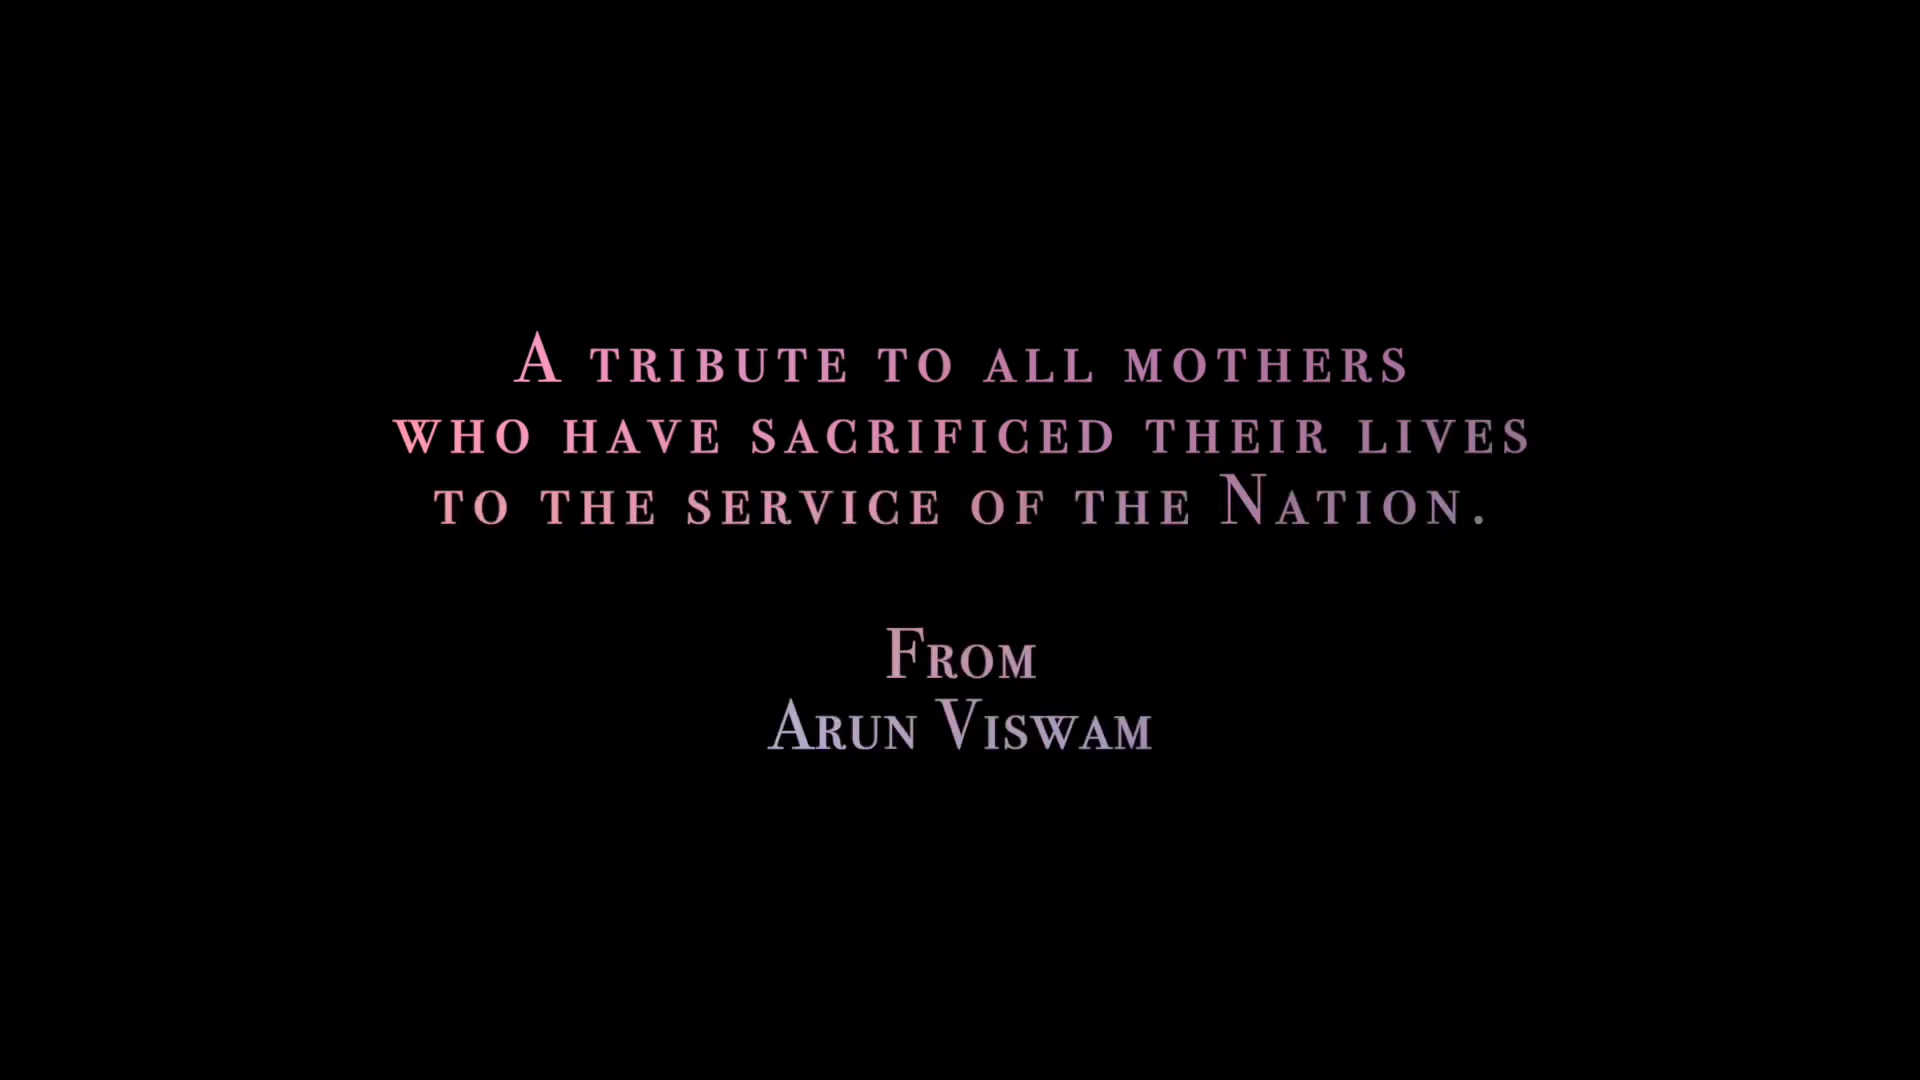 A TRIBUTE TO ALL MOTHERS
WHO HAVE SACRIFICED THEIR LIVES
TO THE SERVICE OF THE NATION.
FROM
ARUN VISWAM